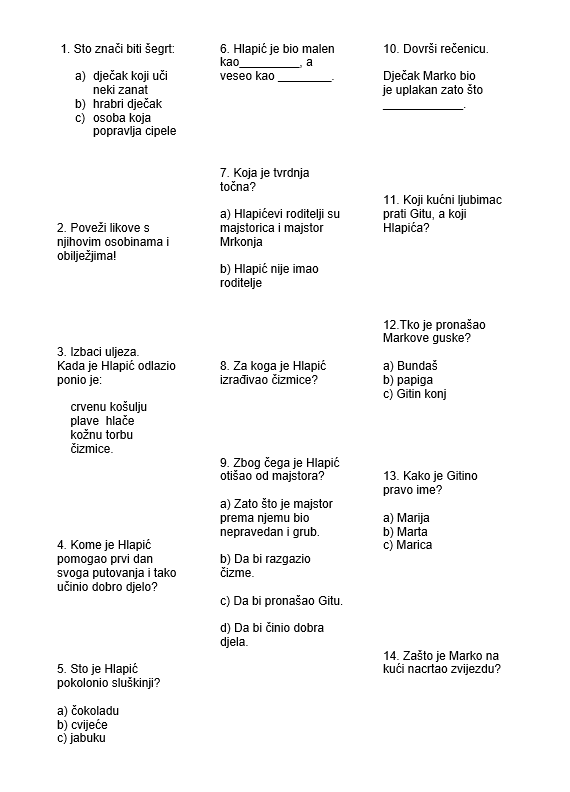 1. Sto znači biti šegrt:
a) dječak koji uči
neki zanat
b) hrabri dječak
c) osoba koja
popravlja cipele
2. Poveži likove s
njihovim osobinama i
obilježjima!
3. Izbaci uljeza.
Kada je Hlapić odlazio
ponio je:
crvenu košulju
plave hlače
kožnu torbu
čizmice.
4. Kome je Hlapić
pomogao prvi dan
svoga putovanja i tako
učinio dobro djelo?
5. Sto je Hlapić
pokolonio sluškinji?
a) čokoladu
b) cvijeće
c) jabuku
6. Hlapić je bio malen
kao_________, a
veseo kao ________.
7. Koja je tvrdnja
točna?
a) Hlapićevi roditelji su
majstorica i majstor
Mrkonja
b) Hlapić nije imao
roditelje
8. Za koga je Hlapić
izrađivao čizmice?
9. Zbog čega je Hlapić
otišao od majstora?
a) Zato što je majstor
prema njemu bio
nepravedan i grub.
b) Da bi razgazio
čizme.
c) Da bi pronašao Gitu.
d) Da bi činio dobra
djela.
10. Dovrši rečenicu.
Dječak Marko bio
je uplakan zato što
____________.
11. Koji kućni ljubimac
prati Gitu, a koji
Hlapića?
12.Tko je pronašao
Markove guske?
a) Bundaš
b) papiga
c) Gitin konj
13. Kako je Gitino
pravo ime?
a) Marija
b) Marta
c) Marica
14. Zašto je Marko na
kući nacrtao zvijezdu?